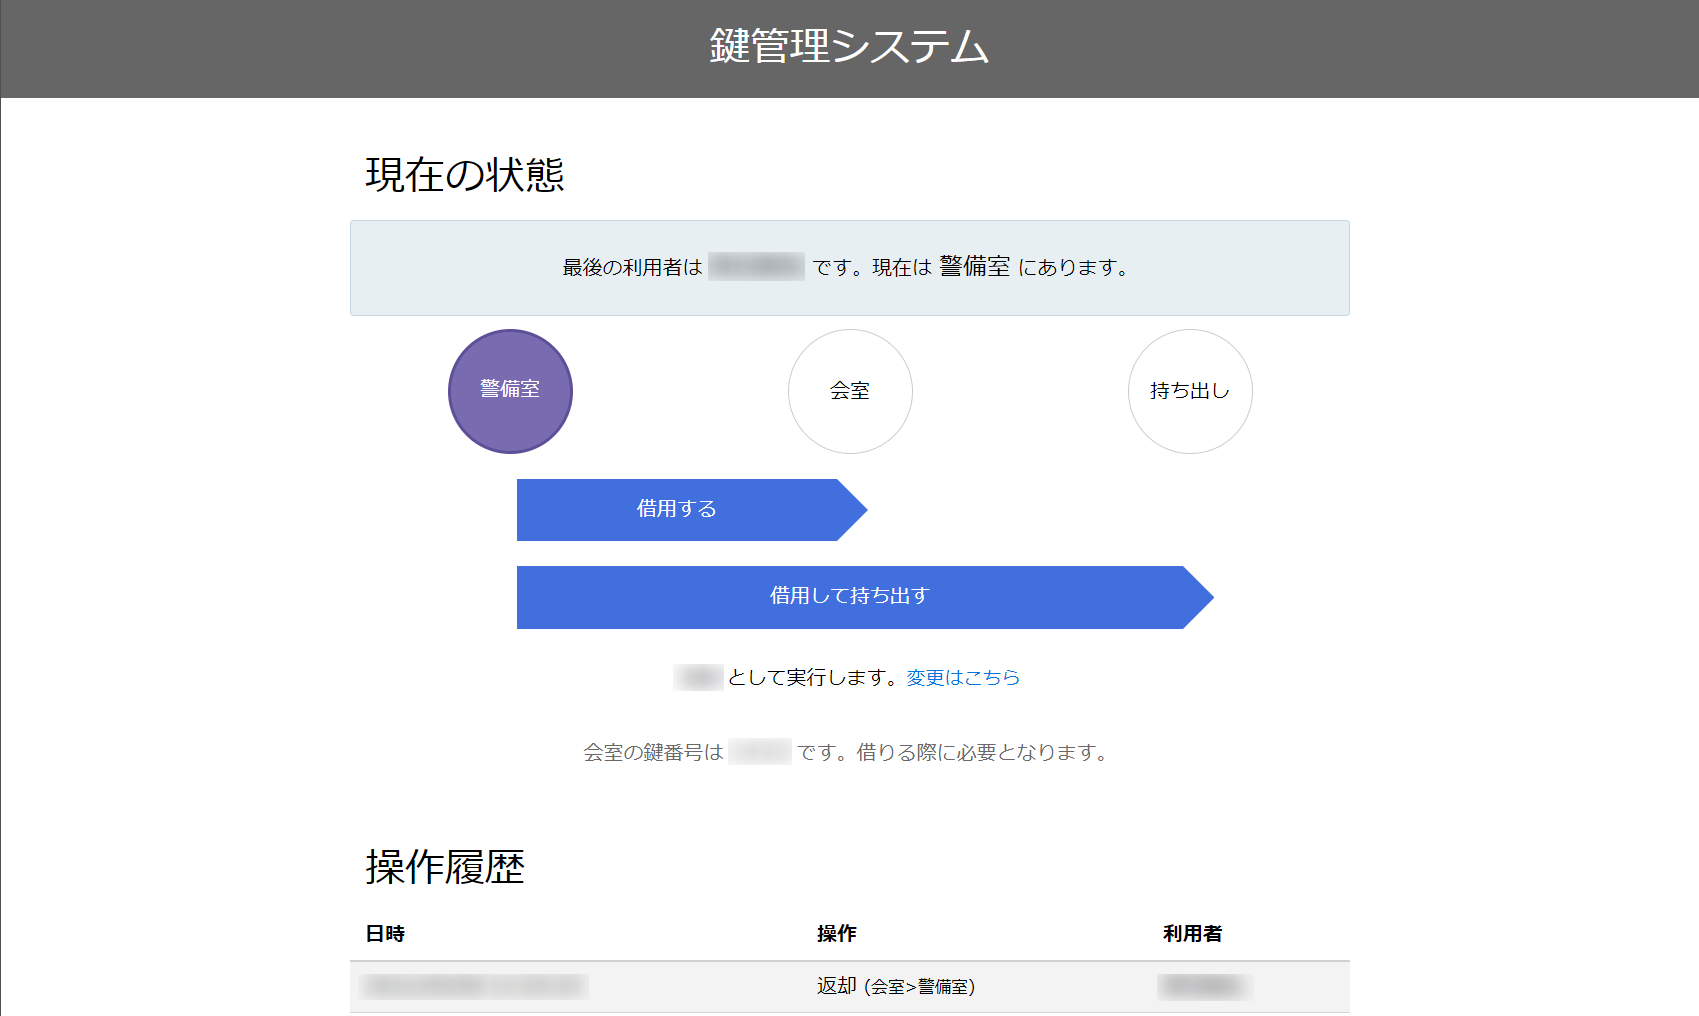 鍵管理システム
現在の状態
最後の利用者は です。現在は 警備室 にあります。
警備室
会室
持ち出し
借用する
借用して持ち出す
として実行します。変更はこちら
会室の鍵番号は です。借りる際に必要となります。
操作履歴
日時 操作 利用者
返却 (会室>警備室)